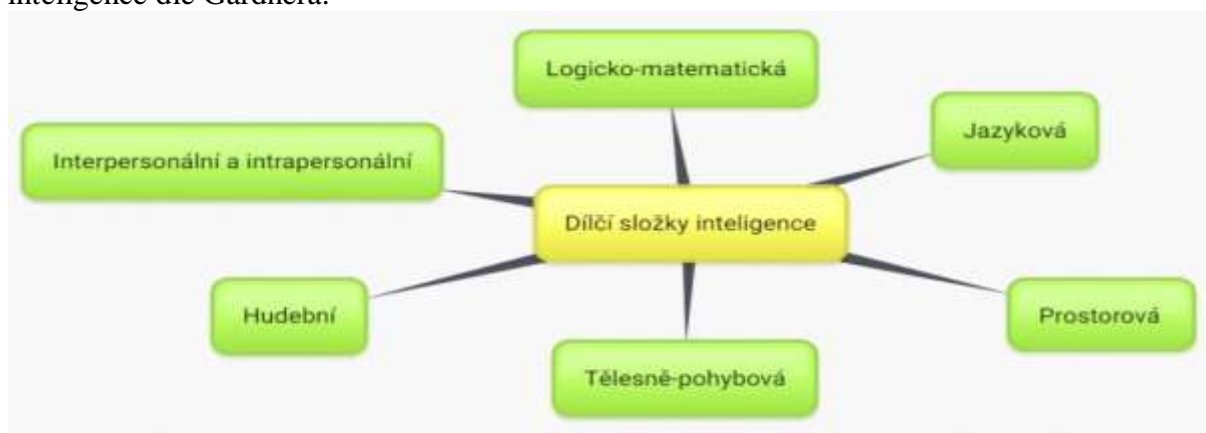 inteligence dle Gardnera.
Logicko-matematická
Jazyková
Interpersonální a intrapersonální
Dílčí složky inteligence
Hudební
Prostorová
Tělesně-pohybová